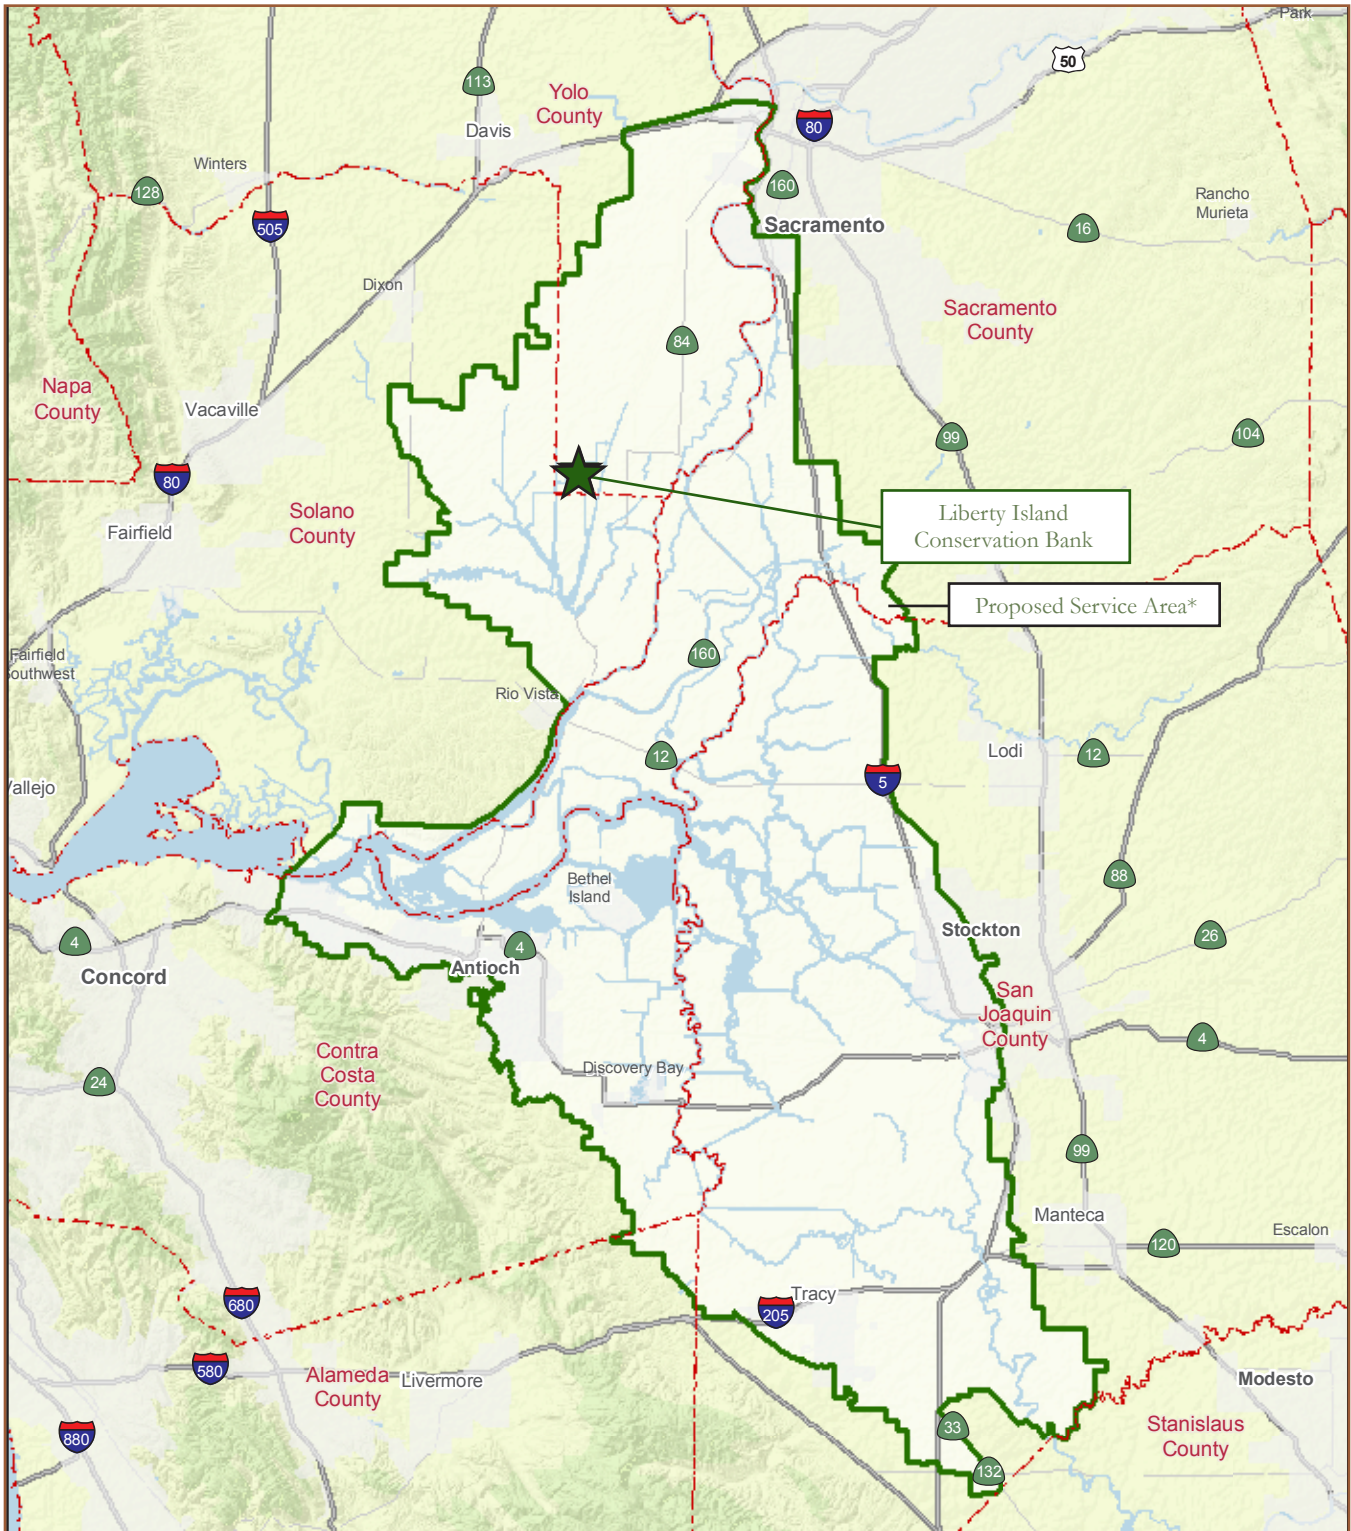 Park
50
113
Yolo
County
Davis
80
Winters
128
160
Rancho
Murieta
505
Sacramento
16
Dixon
Sacramento
County
84
Napa
County
Vacaville
99
104
80
Solano
County
Fairfield
Liberty Island
Conservation Bank
Proposed Service Area*
Fairfield
Southwest
160
Rio Vista
12
Lodi
12
5
Vallejo
88
Bethel
Island
4
Concord
4
Antioch
Stockton
26
San
Joaquin
County
4
Contra
Costa
County
24
Discovery Bay
99
Manteca
120
Escalon
680
205
Tracy
580
Alameda
County
Livermore
Modesto
880
33
Stanislaus
County
132